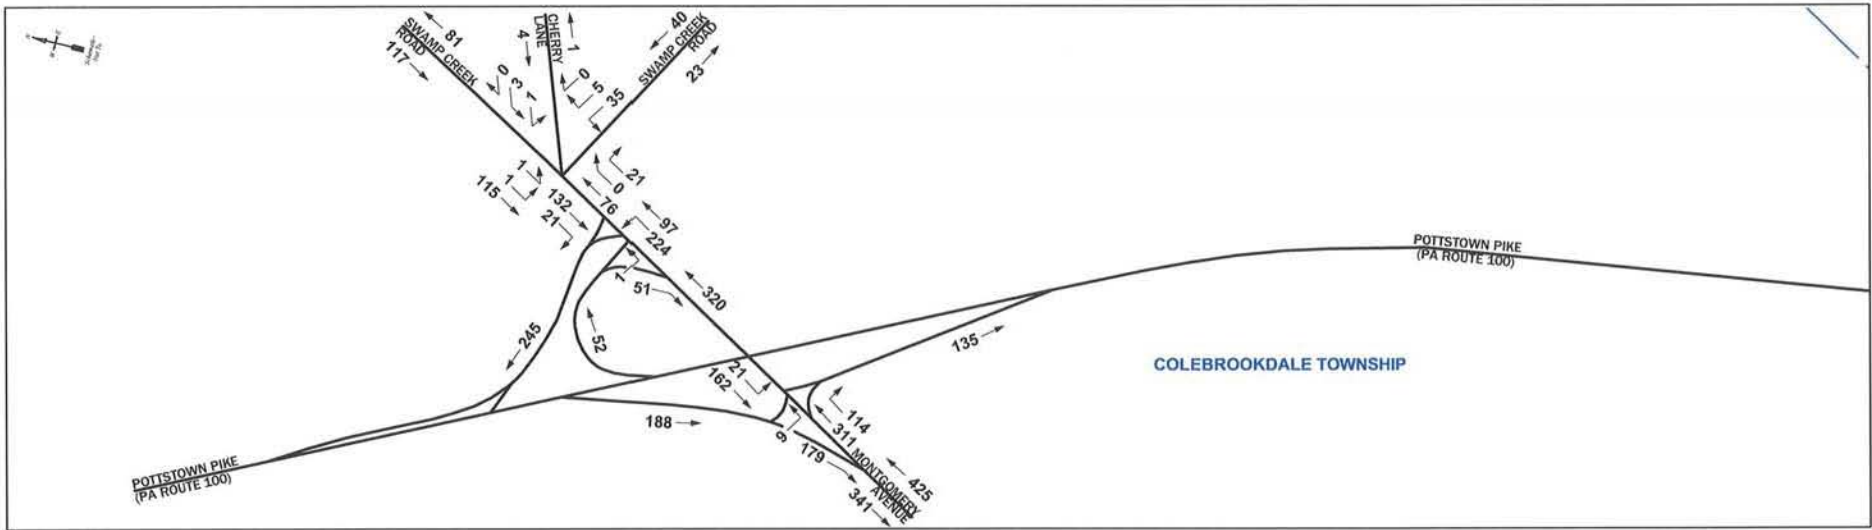 81
SWAMP CREEK
ROAD
117
CHERRY
LANE
4
1
40
SWAMP CREEK
ROAD
23
0
3
1
0
5
35
1
1
115
132
21
21
0
76
97
224
1
51
320
245
52
21
162
135
188
9
179
114
311
MONTGOMERY
AVENUE
425
341
POTTSTOWN PIKE
(PA ROUTE 100)
POTTSTOWN PIKE
(PA ROUTE 100)
COLEBROOKDALE TOWNSHIP